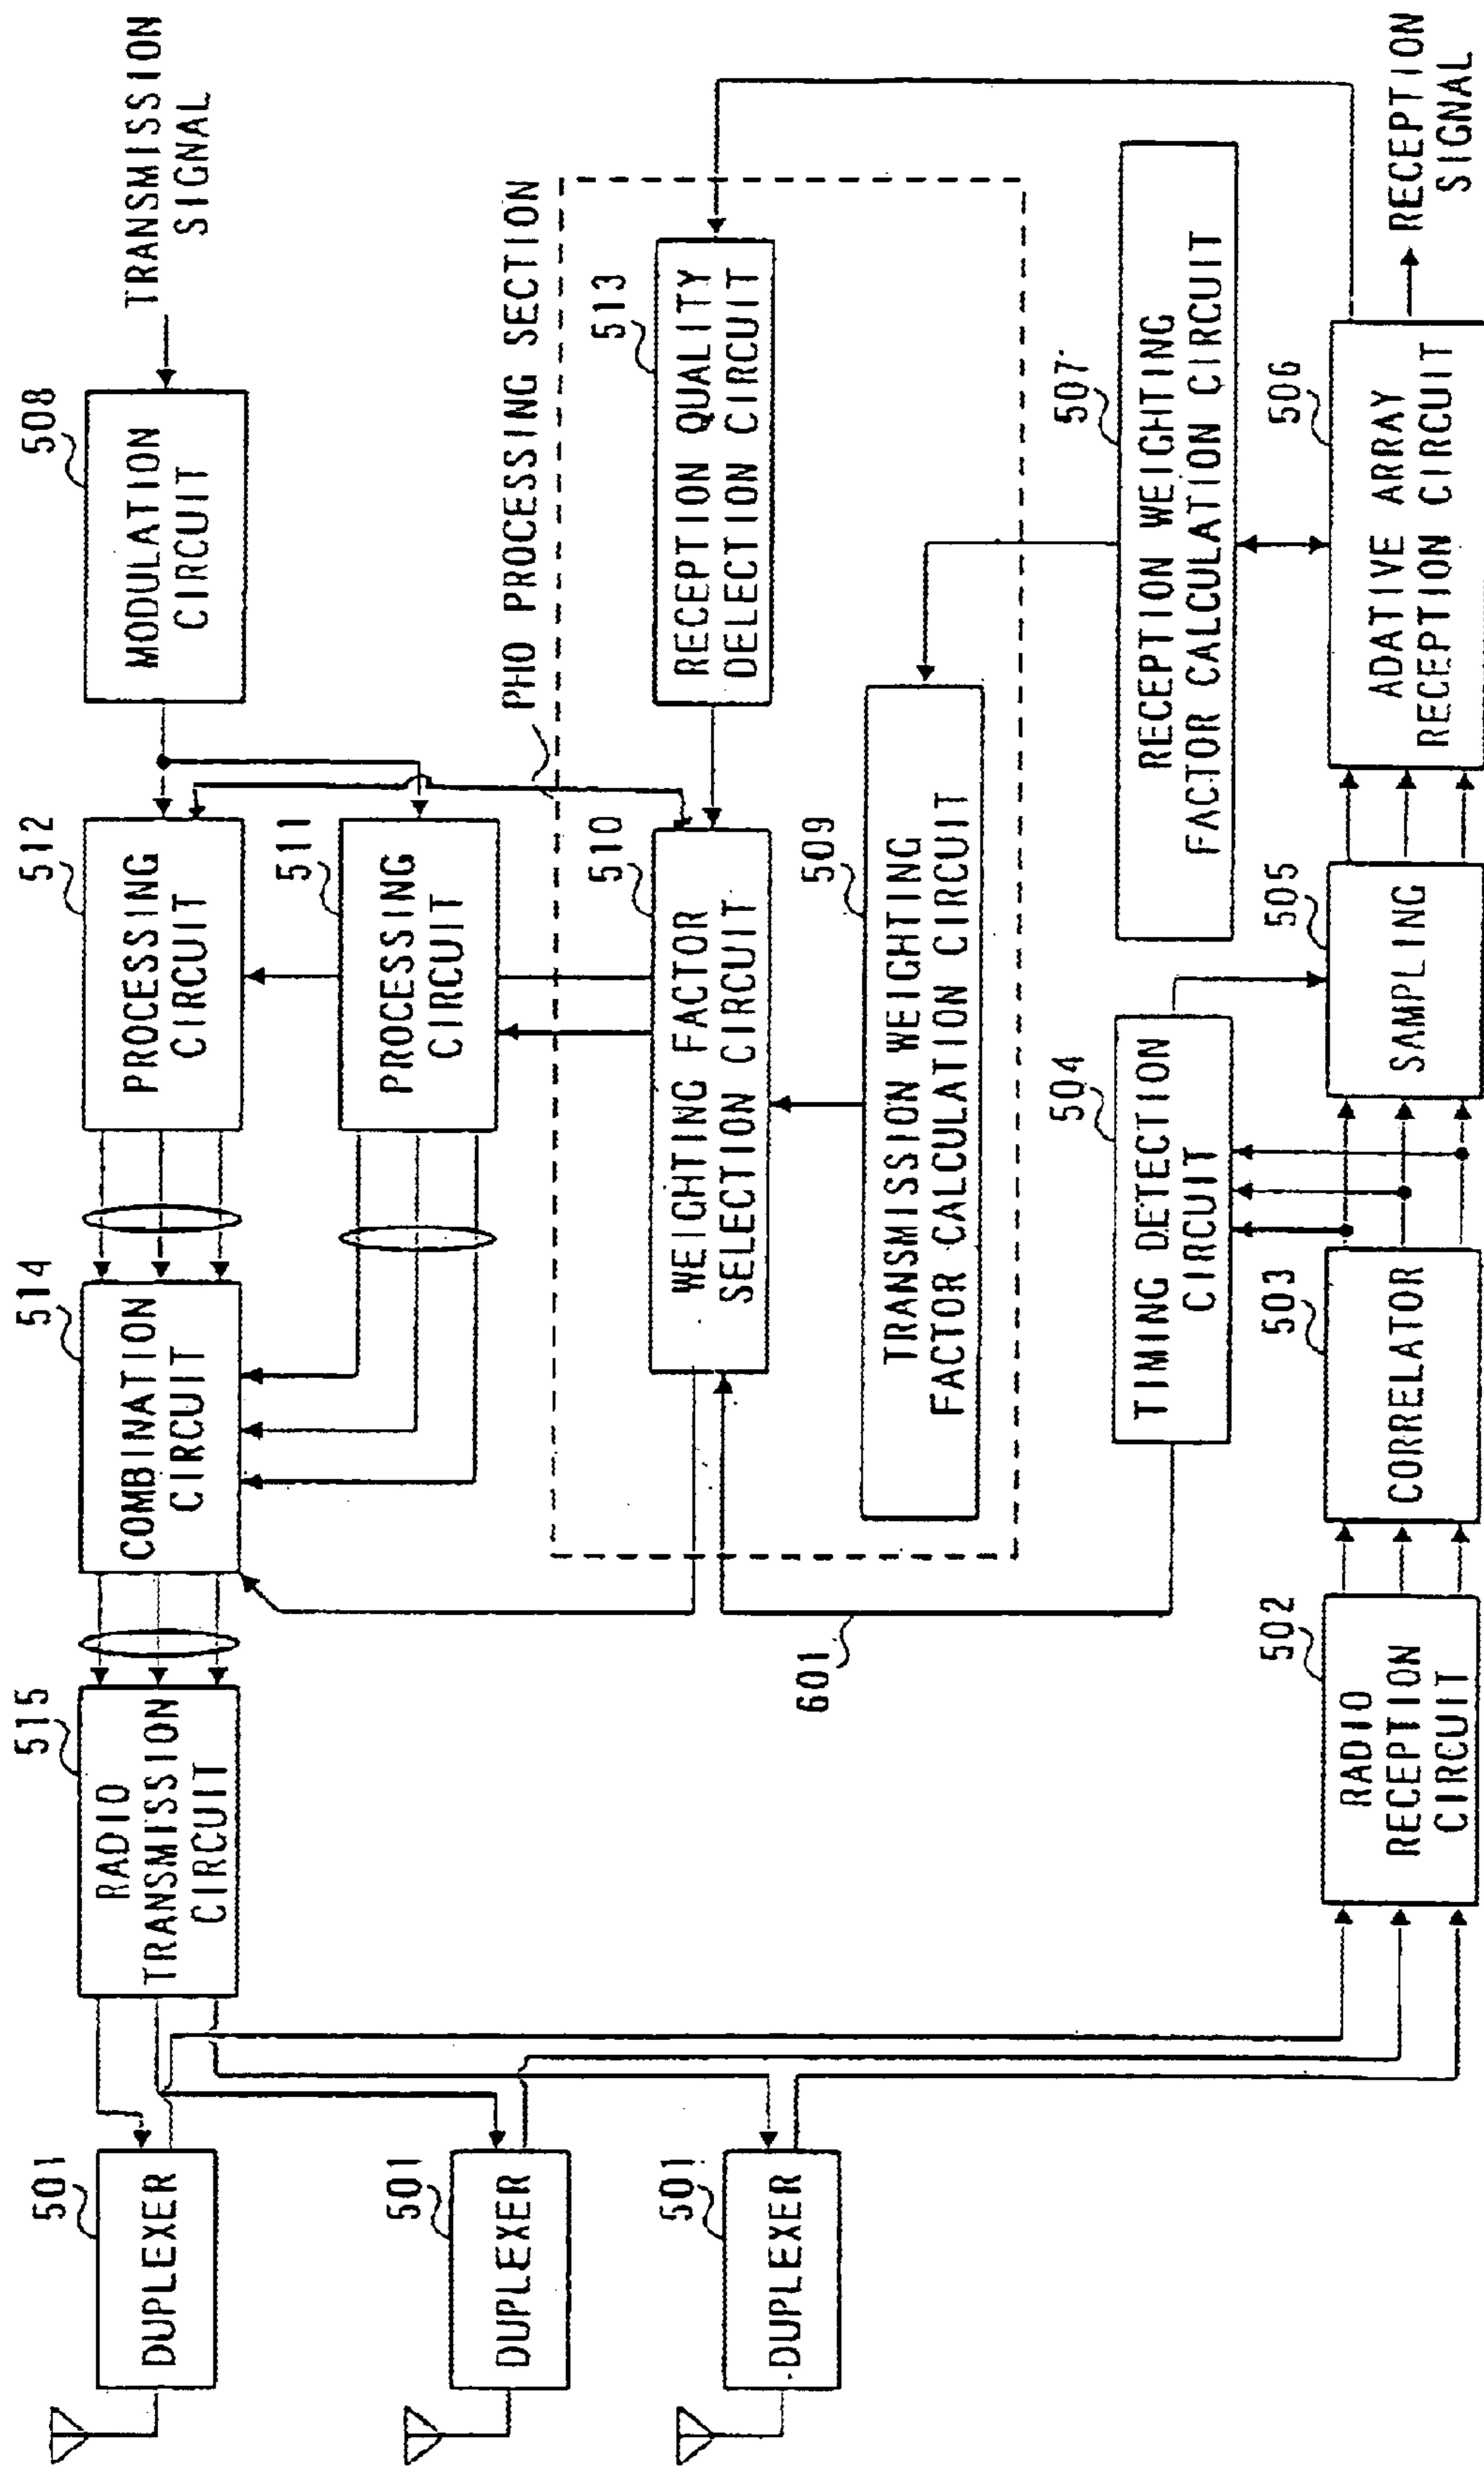 501
DUPLEXER
501
DUPLEXER
501
DUPLEXER
515
RADIO
TRANSMISSION
CIRCUIT
514
COMBINATION
CIRCUIT
512
PROCESSING
CIRCUIT
511
PROCESSING
CIRCUIT
508
MODULATION
CIRCUIT
TRANSMISSION
SIGNAL
PHO PROCESSING SECTION
510
WEIGHTING FACTOR
SELECTION CIRCUIT
513
RECEPTION QUALITY
DELECTION CIRCUIT
509
TRANSMISSION WEIGHTING
FACTOR CALCULATION CIRCUIT
601
504
TIMING DETECTION
CIRCUIT
507
RECEPTION WEIGHTING
FACTOR CALCULATION CIRCUIT
502
RADIO
RECEPTION
CIRCUIT
503
CORRELATOR
505
SAMPLING
506
ADATIVE ARRAY
RECEPTION CIRCUIT
RECEPTION
SIGNAL